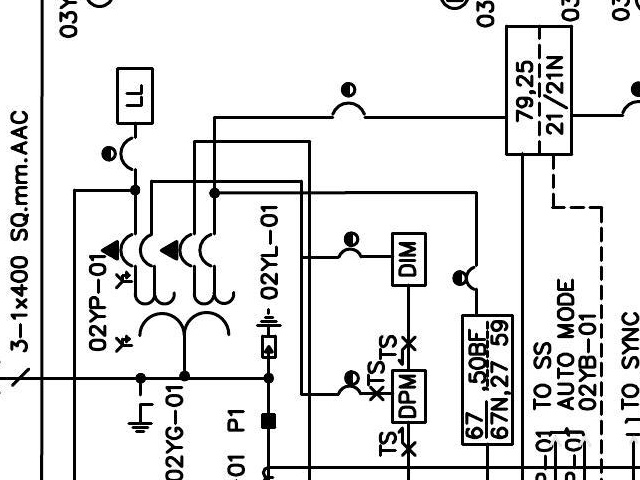 03Y
03
03
03
LL
79,25
21/21N
3-1x400 SQ.mm.AAC
02YP-01
02YL-01
DIM
TS
TS
DPM
TS
67 ,50BF,
67N,27 59
02YG-01
P1
01
P-01 TO SS
P-01 AUTO MODE
02YB-01
TO SYNC